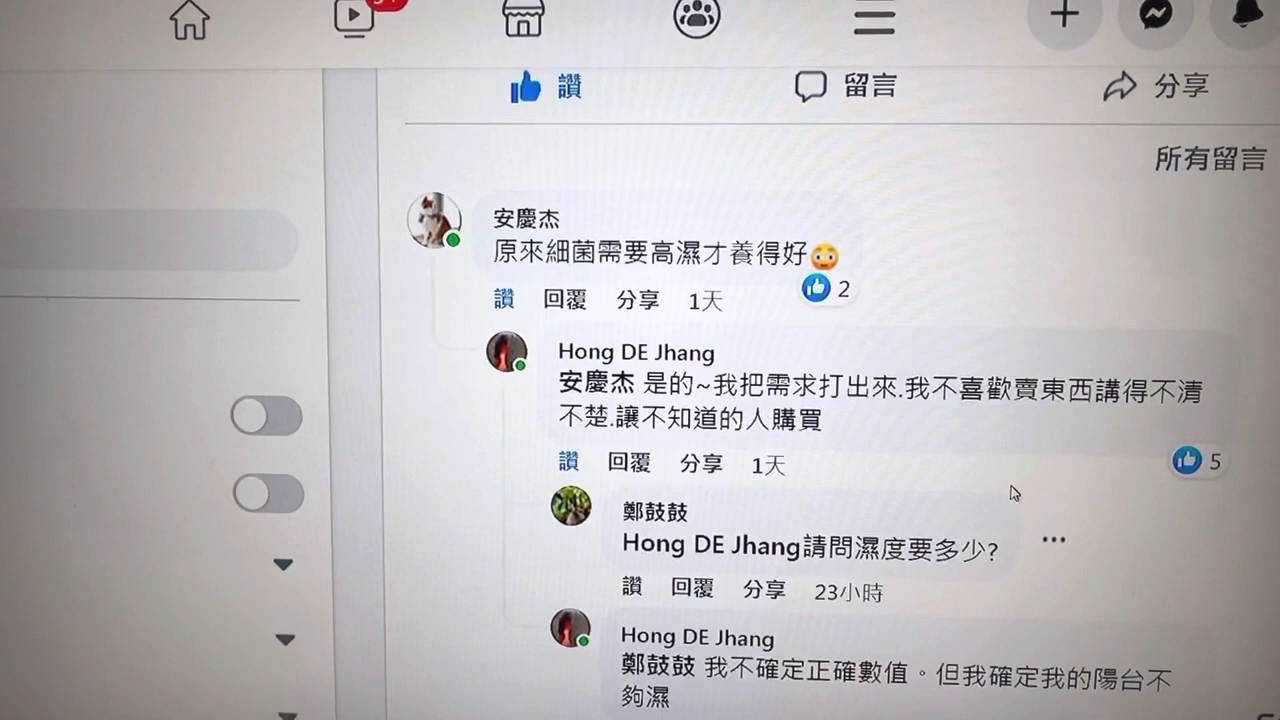 讚 留言 分享
所有留言
安慶杰
原來細菌需要高濕才養得好
讚 回覆 分享 1天 2
Hong DE Jhang
安慶杰 是的~我把需求打出來.我不喜歡賣東西講得不清
不楚.讓不知道的人購買
讚 回覆 分享 1天 5
鄭鼓鼓
Hong DE Jhang請問濕度要多少?
讚 回覆 分享 23小時
Hong DE Jhang
鄭鼓鼓 我不確定正確數值。但我確定我的陽台不
夠濕